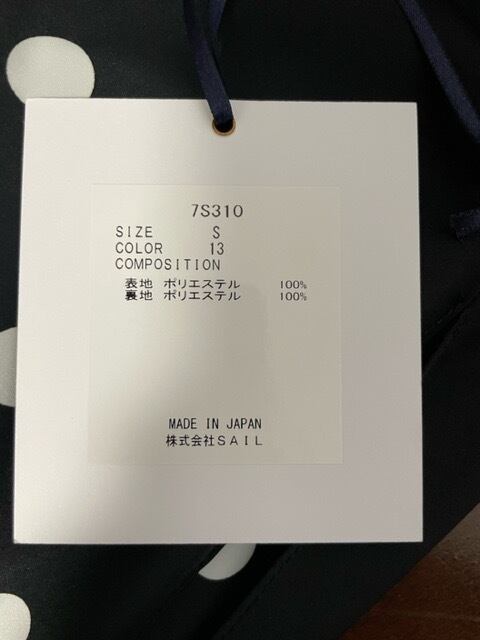 7S310
SIZE S
COLOR 13
COMPOSITION
表地 ポリエステル 100%
裏地 ポリエステル 100%
MADE IN JAPAN
株式会社SAIL